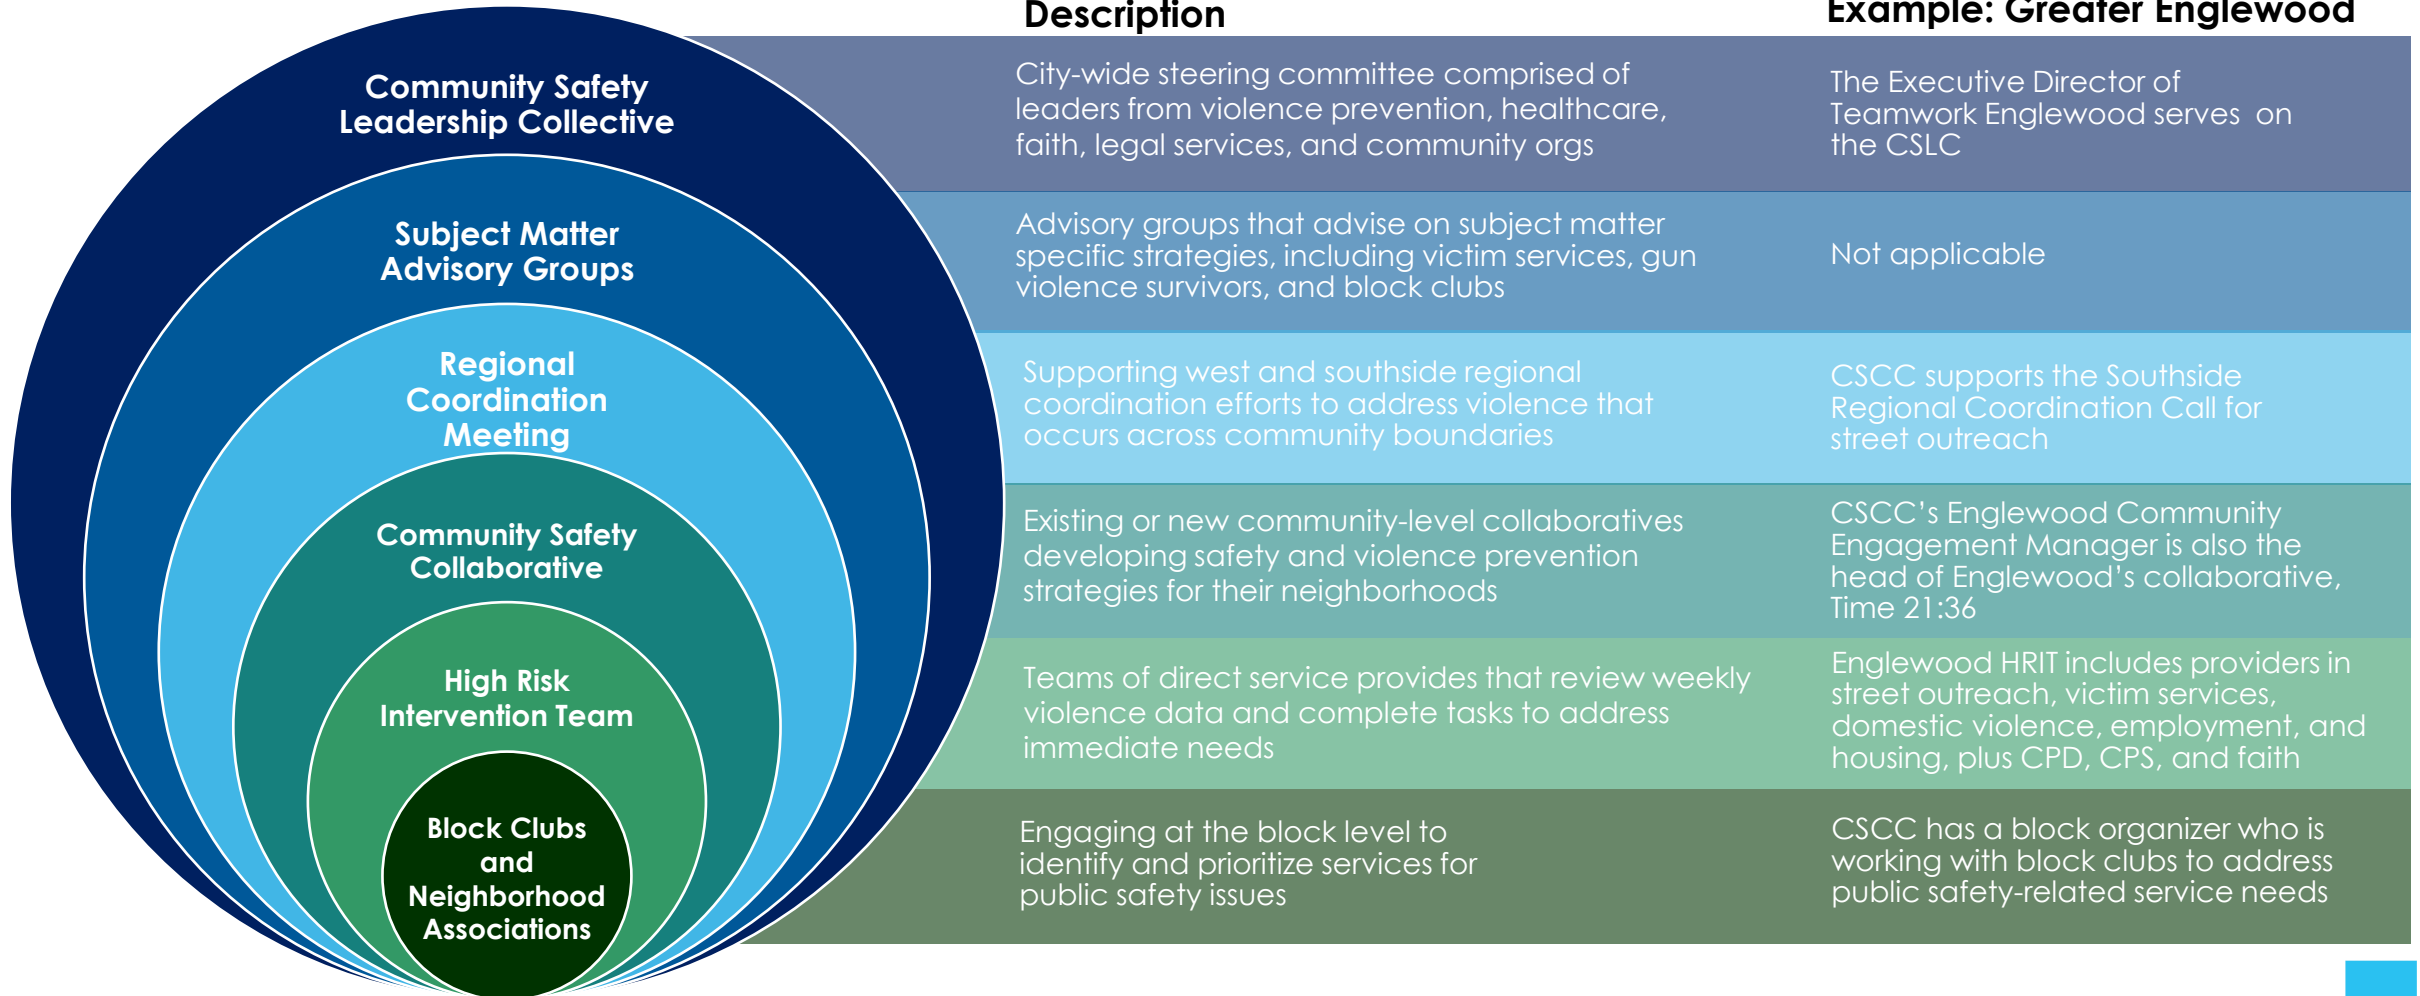 Description
Example: Greater Englewood
Community Safety
Leadership Collective
City-wide steering committee comprised of
leaders from violence prevention, healthcare,
faith, legal services, and community orgs
The Executive Director of
Teamwork Englewood serves  on
the CSLC
Subject Matter
Advisory Groups
Advisory groups that advise on subject matter
specific strategies, including victim services, gun
violence survivors, and block clubs
Not applicable
Regional
Coordination
Meeting
Supporting west and southside regional
coordination efforts to address violence that
occurs across community boundaries
CSCC supports the Southside
Regional Coordination Call for
street outreach
Community Safety
Collaborative
Existing or new community-level collaboratives
developing safety and violence prevention
strategies for their neighborhoods
CSCC’s Englewood Community
Engagement Manager is also the
head of Englewood’s collaborative,
Time 21:36
High Risk
Intervention Team
Teams of direct service provides that review weekly
violence data and complete tasks to address
immediate needs
Englewood HRIT includes providers in
street outreach, victim services,
domestic violence, employment, and
housing, plus CPD, CPS, and faith
Block Clubs
and
Neighborhood
Associations
Engaging at the block level to
identify and prioritize services for
public safety issues
CSCC has a block organizer who is
working with block clubs to address
public safety-related service needs